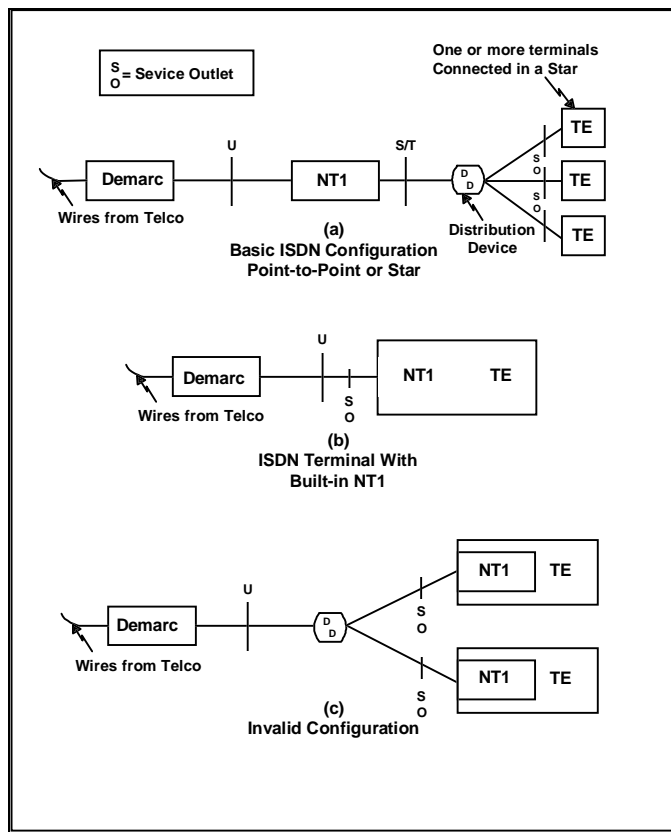 S
O = Sevice Outlet
One or more terminals
Connected in a Star
TE
U
S/T
Demarc
NT1
D
D
S
O
TE
S
O
TE
Wires from Telco
Distribution
Device
(a)
Basic ISDN Configuration
Point-to-Point or Star
U
Demarc
NT1 TE
S
O
Wires from Telco
(b)
ISDN Terminal With
Built-in NT1
U
NT1 TE
Demarc
D
D
S
O
Wires from Telco
NT1 TE
S
O
(c)
Invalid Configuration